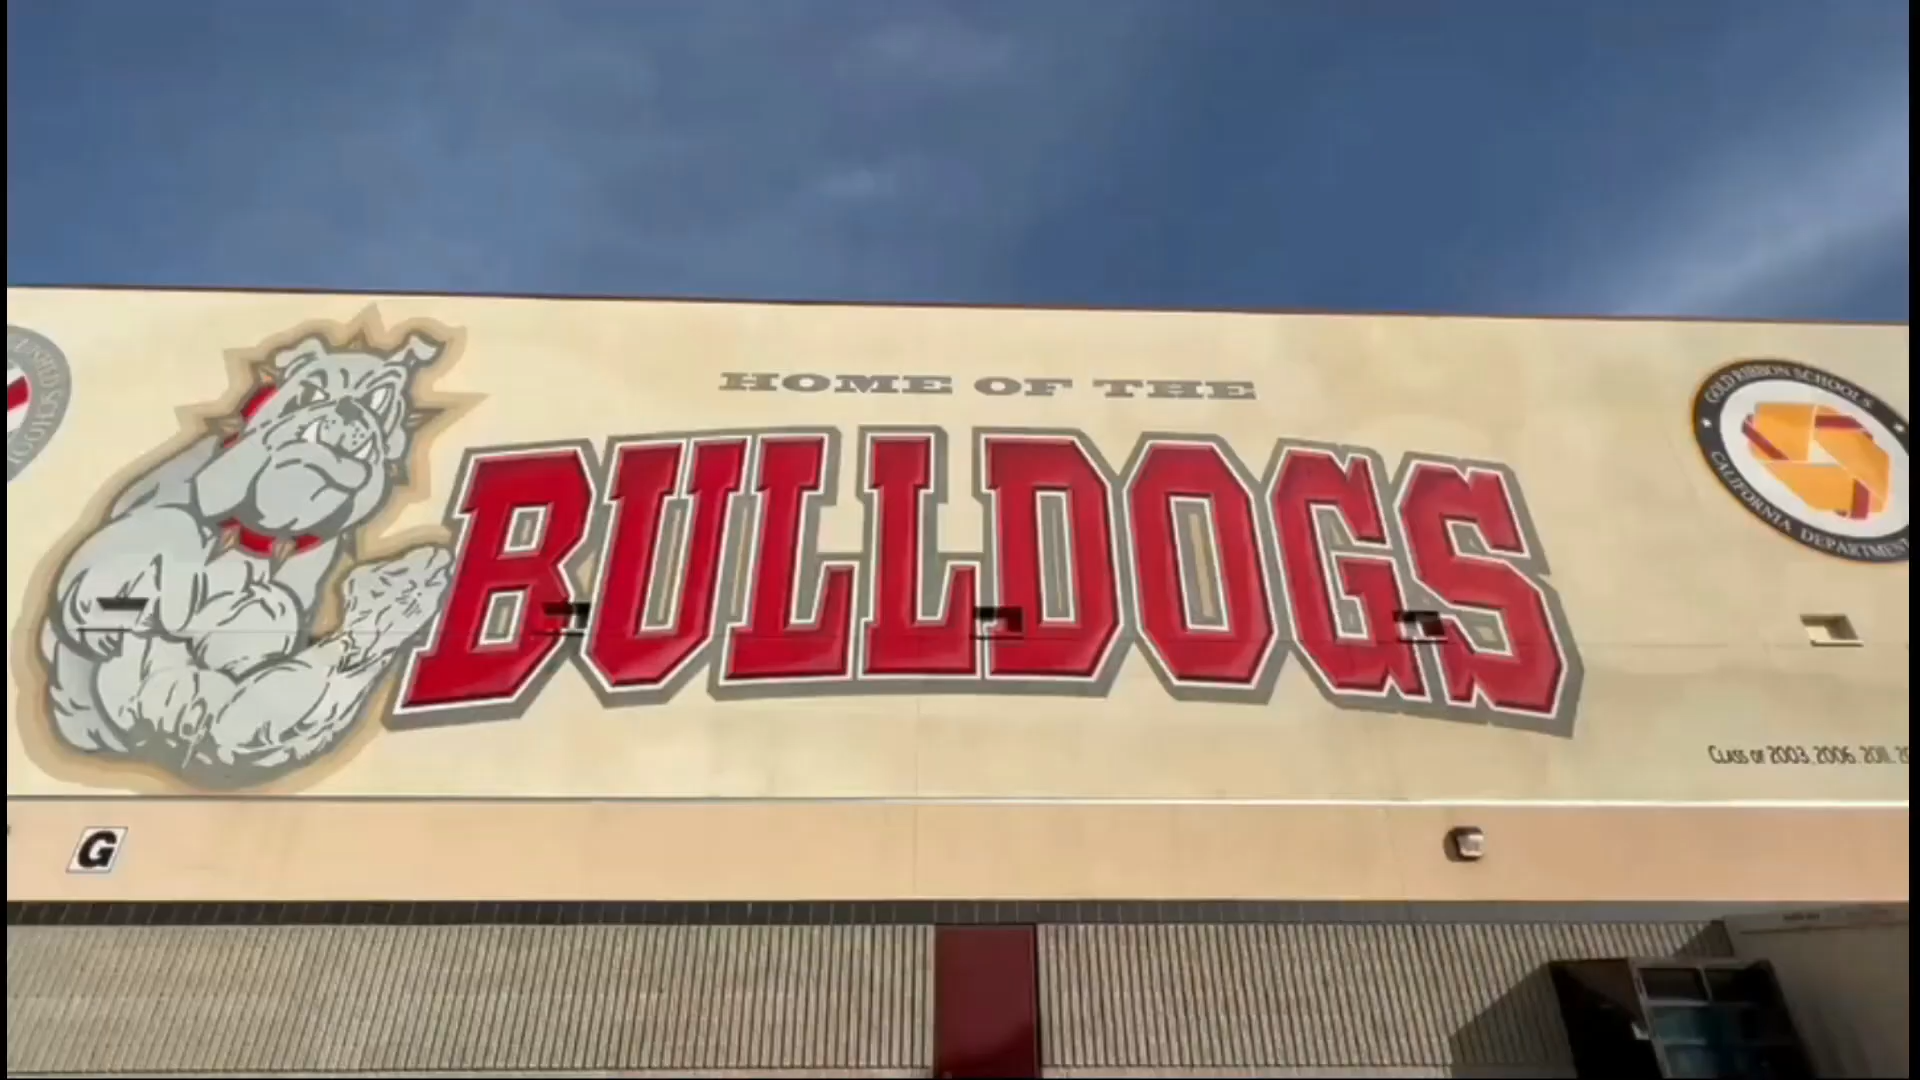 HOME OF THE
BULLDOGS
GOLD RIBBON SCHOOLS
CALIFORNIA DEPARTMENT
CLASS OF 2003, 2006, 2011,
G